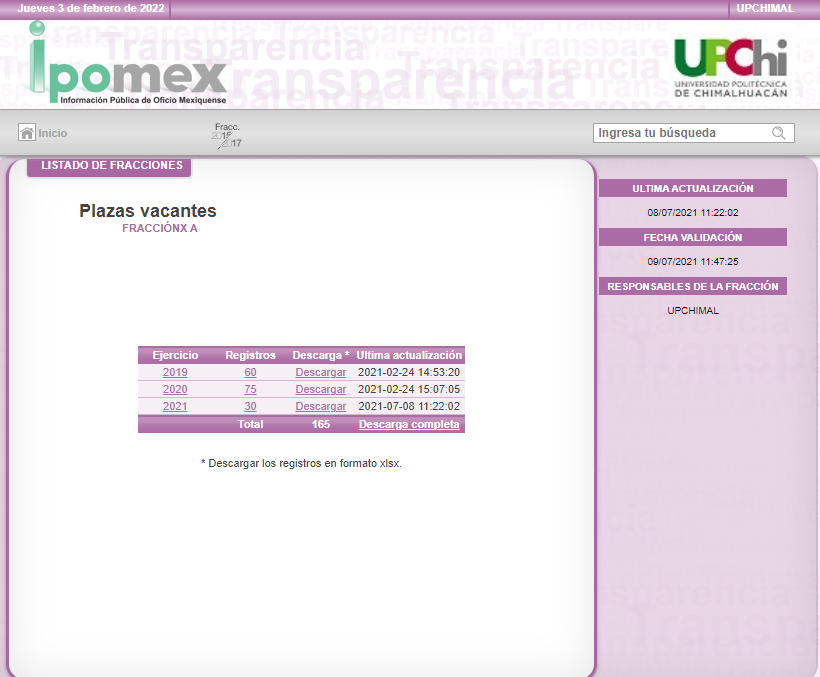 Jueves 3 de febrero de 2022
UPCHIMAL
ipomex
Información Pública de Oficio Mexiquense
UPChi
UNIVERSIDAD POLITÉCNICA
DE CHIMALHUACÁN
Inicio
Fracc.
2017
Ingresa tu búsqueda
LISTADO DE FRACCIONES
Plazas vacantes
FRACCIÓNX A
Ejercicio Registros Descarga * Ultima actualización
2019 60 Descargar 2021-02-24 14:53:20
2020 75 Descargar 2021-02-24 15:07:05
2021 30 Descargar 2021-07-08 11:22:02
Total 165 Descarga completa
* Descargar los registros en formato xlsx.
ULTIMA ACTUALIZACIÓN
08/07/2021 11:22:02
FECHA VALIDACIÓN
09/07/2021 11:47:25
RESPONSABLES DE LA FRACCIÓN
UPCHIMAL
Transparencia